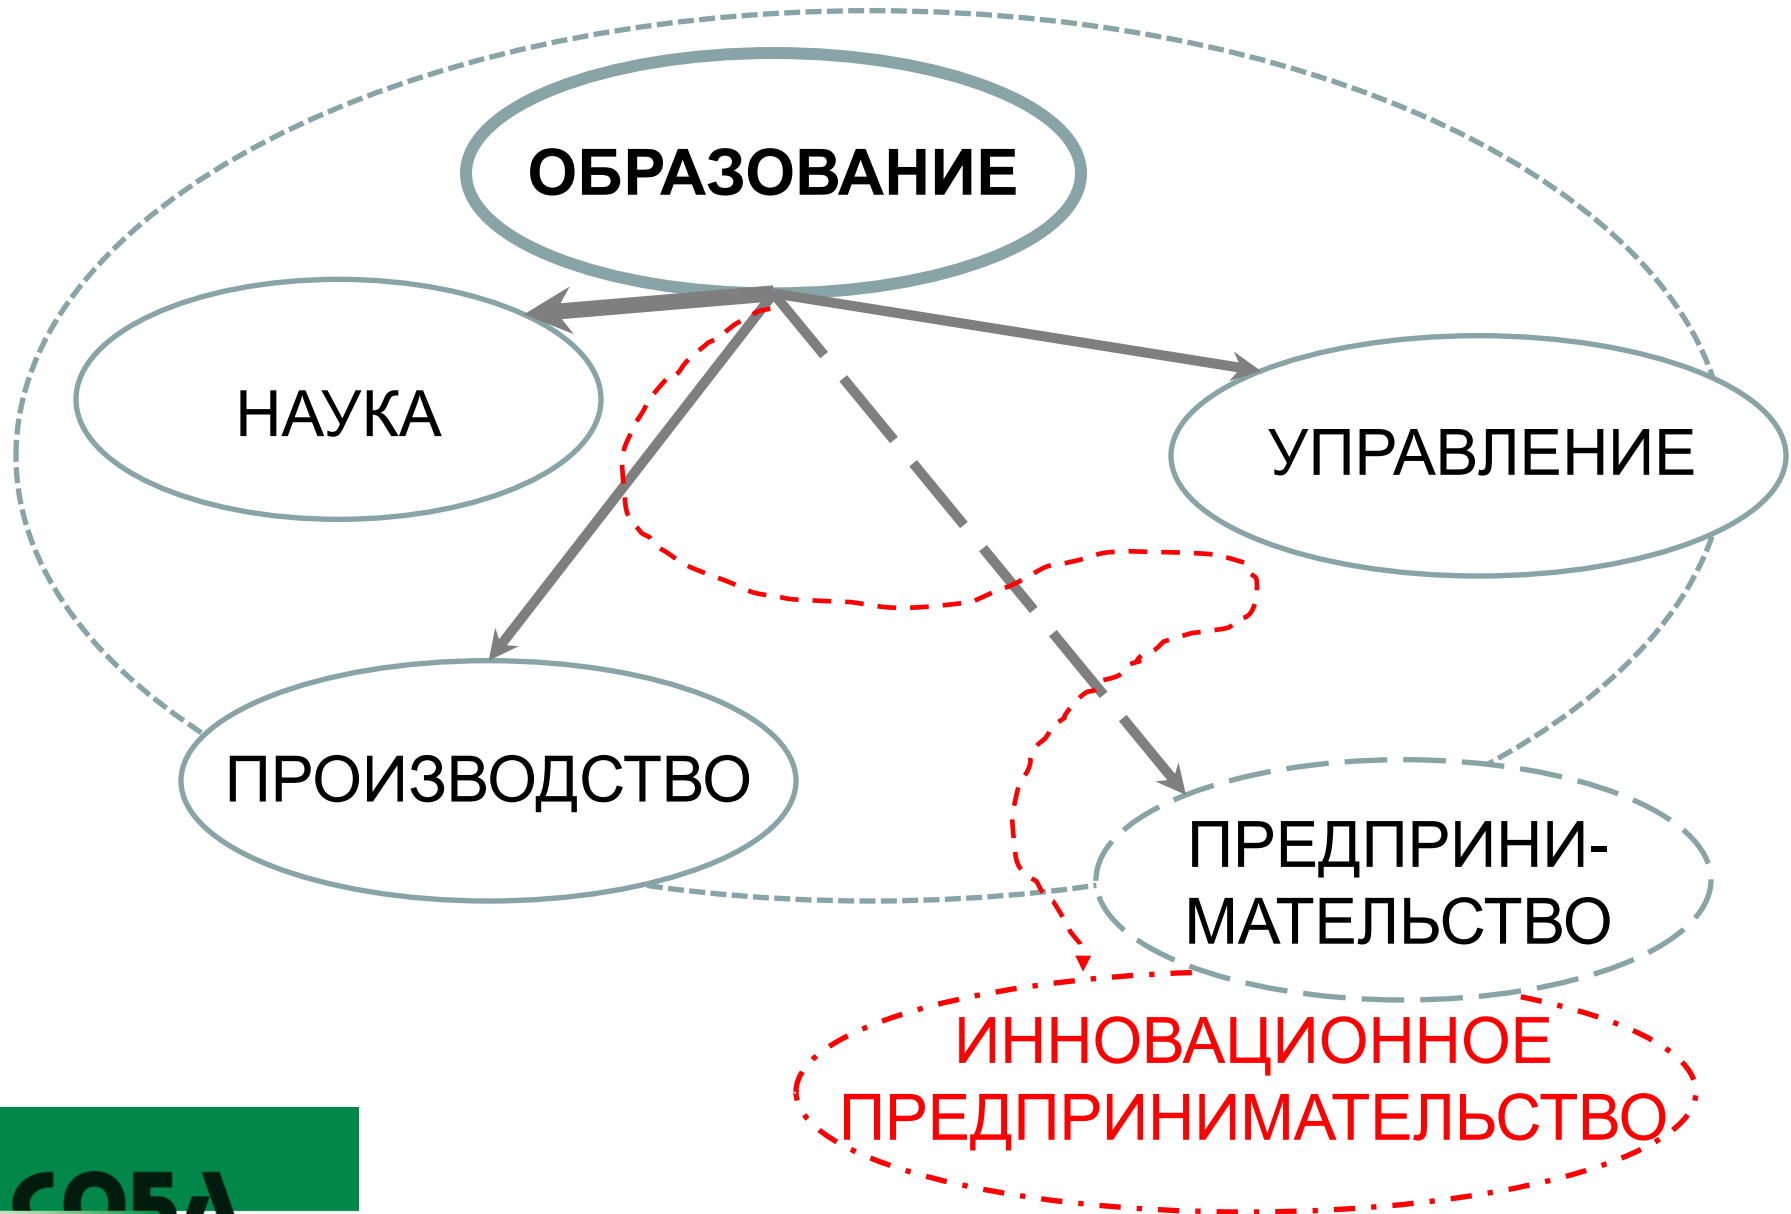 ОБРАЗОВАНИЕ
НАУКА
УПРАВЛЕНИЕ
ПРОИЗВОДСТВО
ПРЕДПРИНИ-
МАТЕЛЬСТВО
ИННОВАЦИОННОЕ
ПРЕДПРИНИМАТЕЛЬСТВО